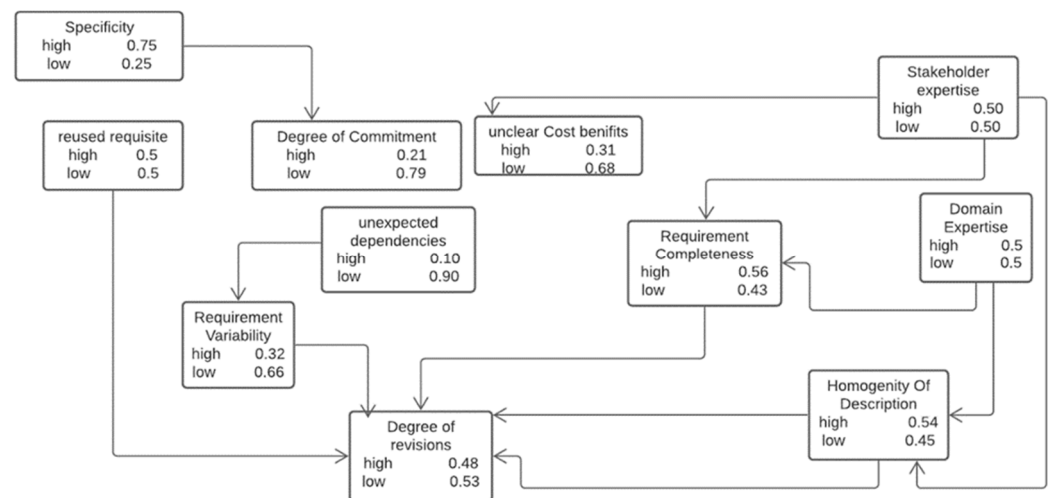 Specificity
high 0.75
low 0.25
Stakeholder
expertise
high 0.50
low 0.50
reused requisite
high 0.5
low 0.5
Degree of Commitment
high 0.21
low 0.79
unclear Cost benifits
high 0.31
low 0.68
unexpected
dependencies
high 0.10
low 0.90
Requirement
Completeness
high 0.56
low 0.43
Domain
Expertise
high 0.5
low 0.5
Requirement
Variability
high 0.32
low 0.66
Homogenity Of
Description
high 0.54
low 0.45
Degree of
revisions
high 0.48
low 0.53